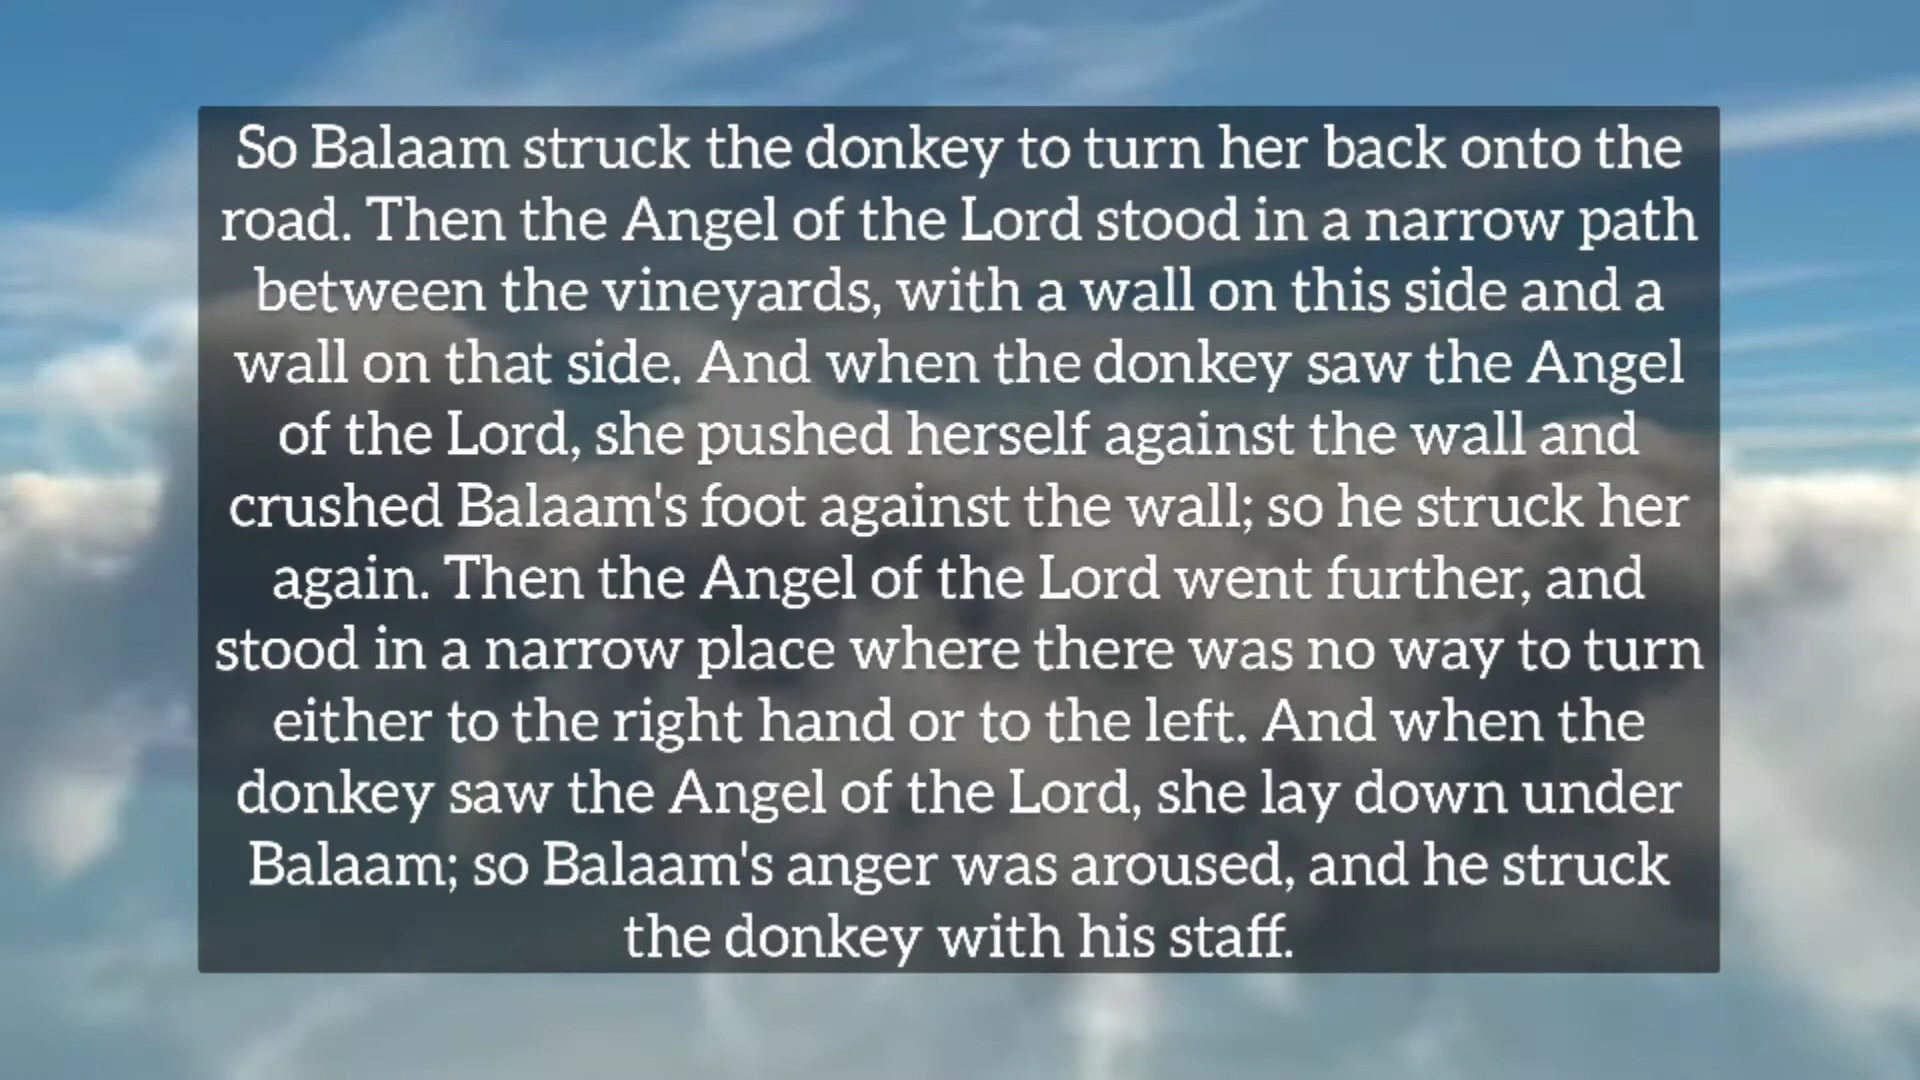 So Balaam struck the donkey to turn her back onto the
road. Then the Angel of the Lord stood in a narrow path
between the vineyards, with a wall on this side and a
wall on that side. And when the donkey saw the Angel
of the Lord, she pushed herself against the wall and
crushed Balaam's foot against the wall; so he struck her
again. Then the Angel of the Lord went further, and
stood in a narrow place where there was no way to turn
either to the right hand or to the left. And when the
donkey saw the Angel of the Lord, she lay down under
Balaam; so Balaam's anger was aroused, and he struck
the donkey with his staff.